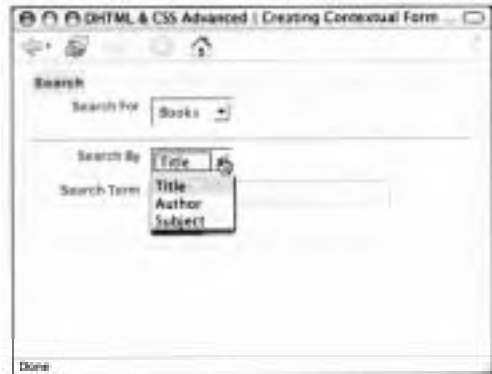 DHTML & CSS Advanced | Creating Contextual Form ...
Search
Search For Books
Search By Title
Title
Search Term
Author
Subject
Done